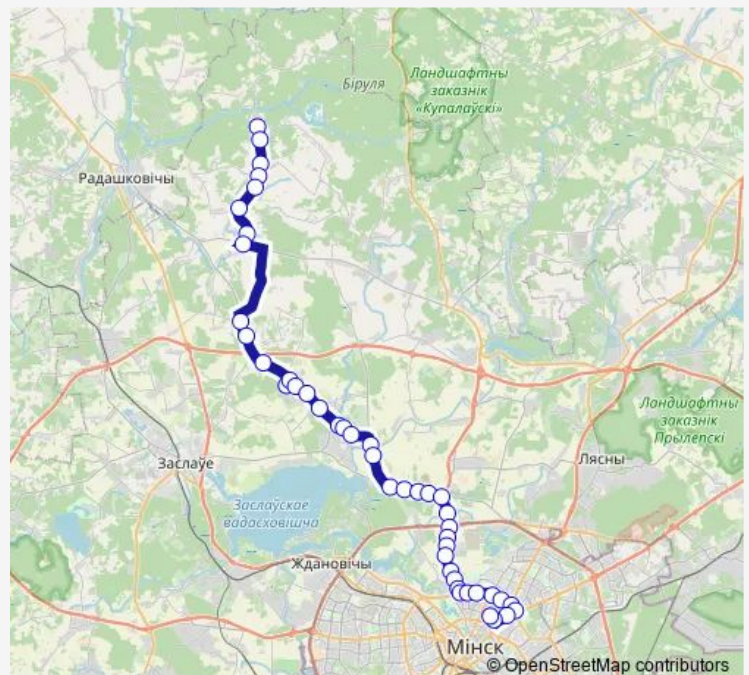 Біруля
Ландшафтны
заказнік
«Купалаўскі»
Радашковічы
Ландшафтны
заказнік
Прылепскі
Заслаўе
Лясны
Заслаўскае
вадасховішча
Ждановічы
Мінск
© OpenStreetMap contributors